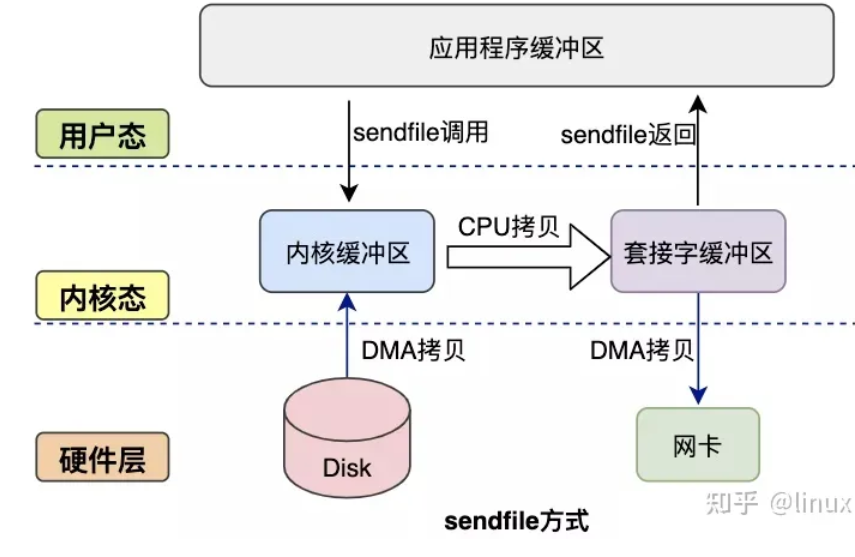 应用程序缓冲区
用户态
sendfile调用
sendfile返回
内核缓冲区
CPU拷贝
套接字缓冲区
内核态
DMA拷贝
DMA拷贝
硬件层
Disk
网卡
sendfile方式
知乎 @linux